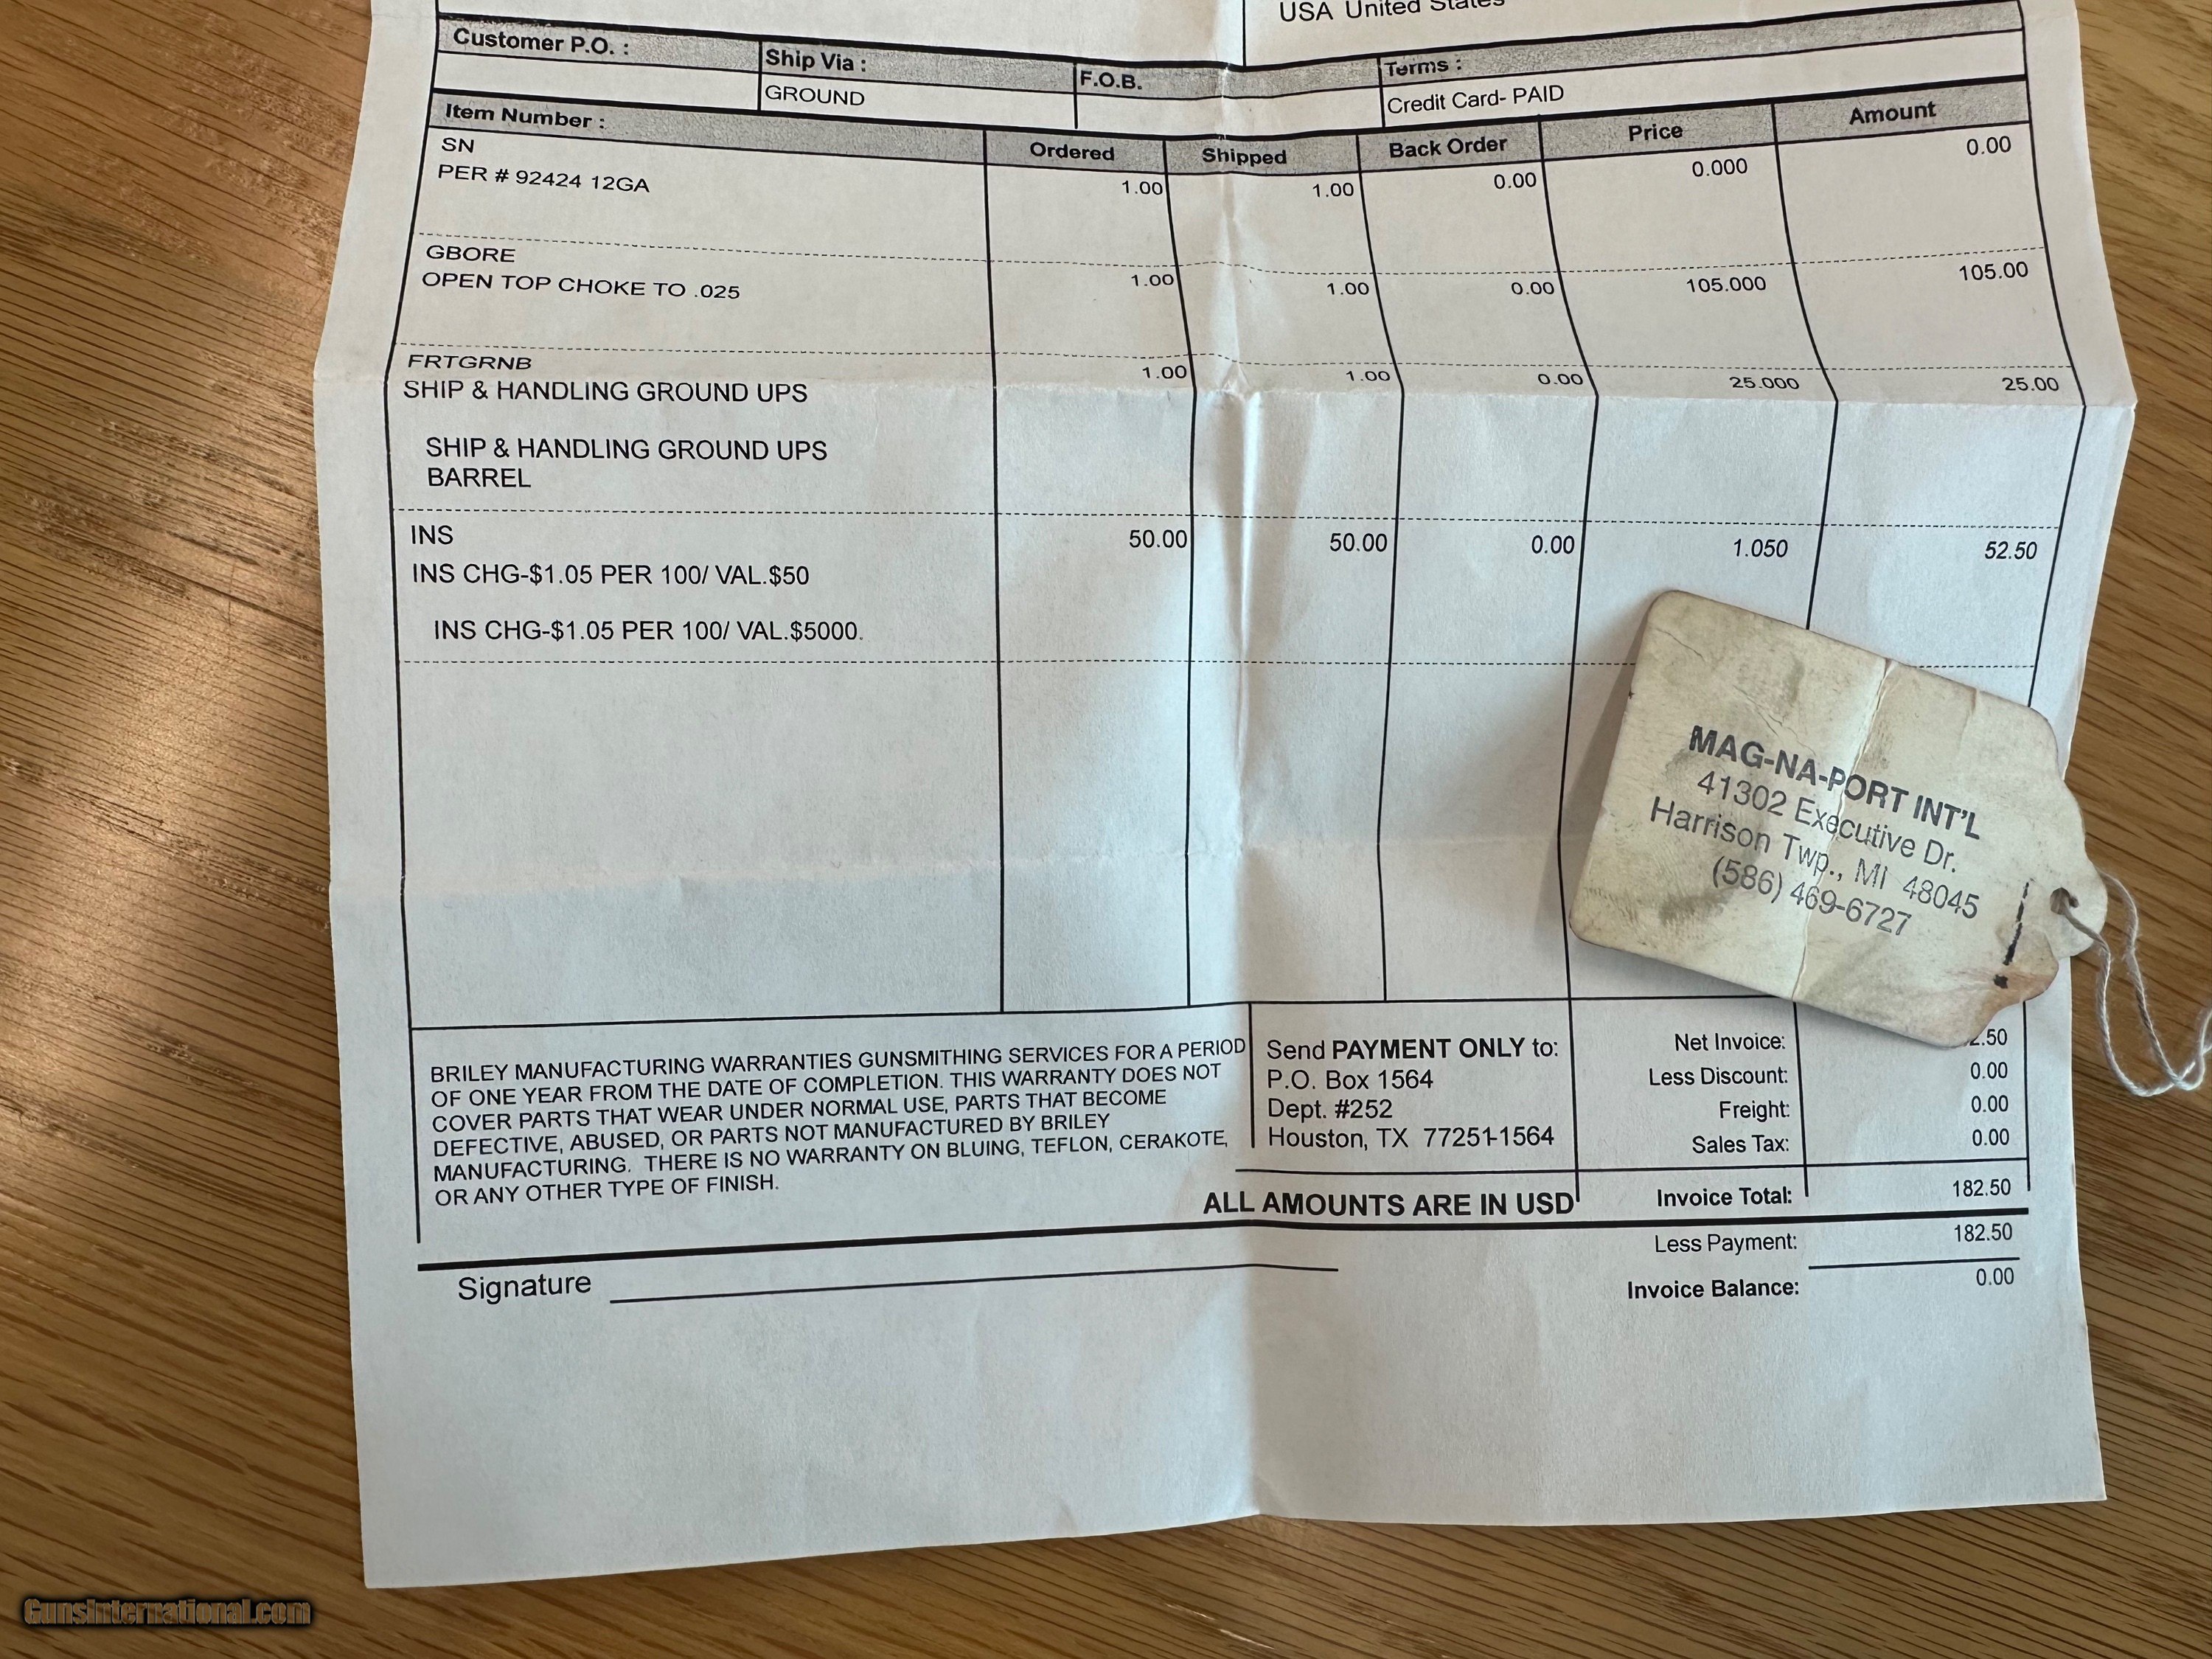 USA United States
Customer P.O. :
Ship Via :
F.O.B.
Terms :
GROUND
Credit Card- PAID
Item Number :
Ordered
Shipped
Back Order
Price
Amount
SN
PER # 92424 12GA
1.00
1.00
0.00
0.000
0.00
GBORE
OPEN TOP CHOKE TO .025
1.00
1.00
0.00
105.000
105.00
FRTGRNB
SHIP & HANDLING GROUND UPS
1.00
1.00
0.00
25.000
25.00
SHIP & HANDLING GROUND UPS
BARREL
INS
50.00
50.00
0.00
1.050
52.50
INS CHG-$1.05 PER 100/ VAL.$50
INS CHG-$1.05 PER 100/ VAL.$5000.
MAG-NA-PORT INT'L
41302 Executive Dr.
Harrison Twp., MI 48045
(586) 469-6727
BRILEY MANUFACTURING WARRANTIES GUNSMITHING SERVICES FOR A PERIOD
OF ONE YEAR FROM THE DATE OF COMPLETION. THIS WARRANTY DOES NOT
COVER PARTS THAT WEAR UNDER NORMAL USE, PARTS THAT BECOME
DEFECTIVE, ABUSED, OR PARTS NOT MANUFACTURED BY BRILEY
MANUFACTURING. THERE IS NO WARRANTY ON BLUING, TEFLON, CERAKOTE,
OR ANY OTHER TYPE OF FINISH.
Send PAYMENT ONLY to:
P.O. Box 1564
Dept. #252
Houston, TX 77251-1564
ALL AMOUNTS ARE IN USD
Net Invoice:
Less Discount: 0.00
Freight: 0.00
Sales Tax: 0.00
Invoice Total: 182.50
Less Payment: 182.50
Invoice Balance: 0.00
Signature
GunsInternational.com